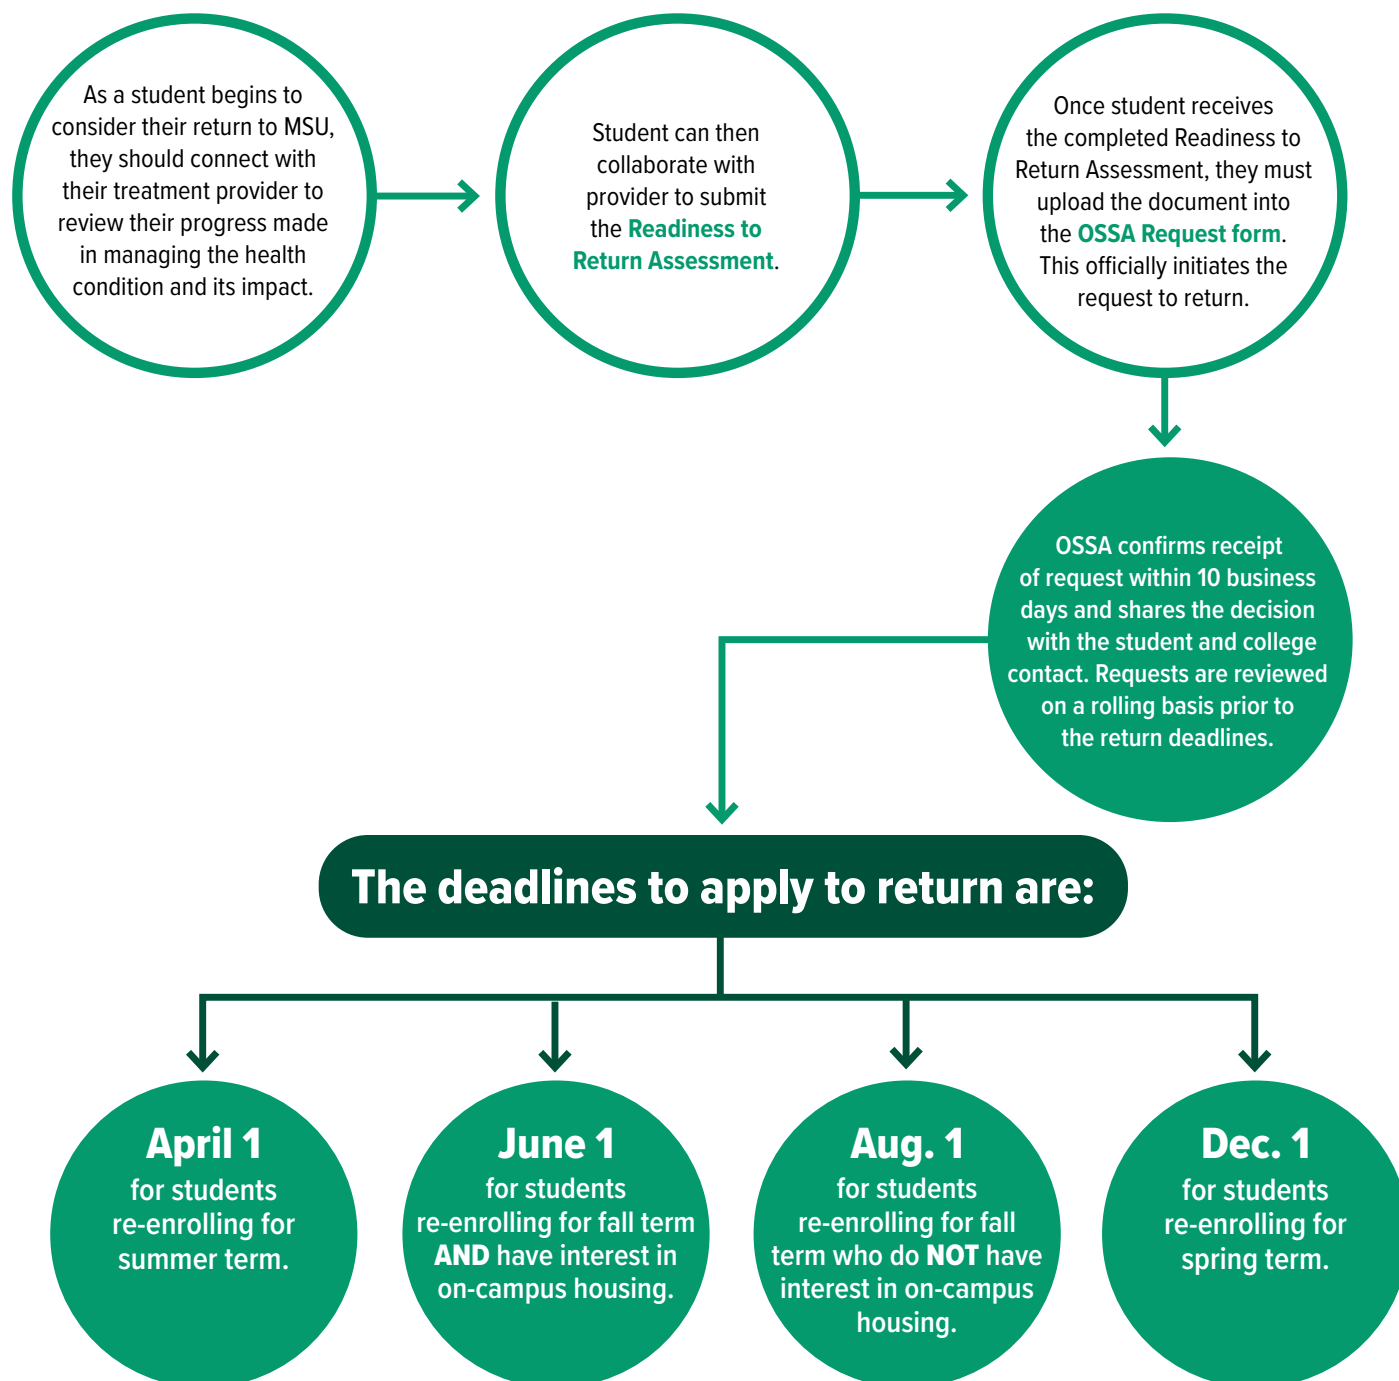 As a student begins to
consider their return to MSU,
they should connect with
their treatment provider to
review their progress made
in managing the health
condition and its impact.
Student can then
collaborate with
provider to submit
the Readiness to
Return Assessment.
Once student receives
the completed Readiness to
Return Assessment, they must
upload the document into
the OSSA Request form.
This officially initiates the
request to return.
OSSA confirms receipt
of request within 10 business
days and shares the decision
with the student and college
contact. Requests are reviewed
on a rolling basis prior to
the return deadlines.
The deadlines to apply to return are:
April 1
for students
re-enrolling for
summer term.
June 1
for students
re-enrolling for fall term
AND have interest in
on-campus housing.
Aug. 1
for students
re-enrolling for fall
term who do NOT have
interest in on-campus
housing.
Dec. 1
for students
re-enrolling for
spring term.